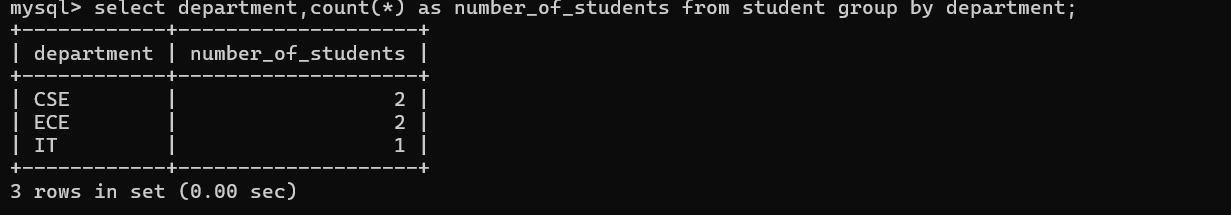 mysql> select department,count(*) as number_of_students from student group by department;
+------------+--------------------+
| department | number_of_students |
+------------+--------------------+
| CSE        |                  2 |
| ECE        |                  2 |
| IT         |                  1 |
+------------+--------------------+
3 rows in set (0.00 sec)